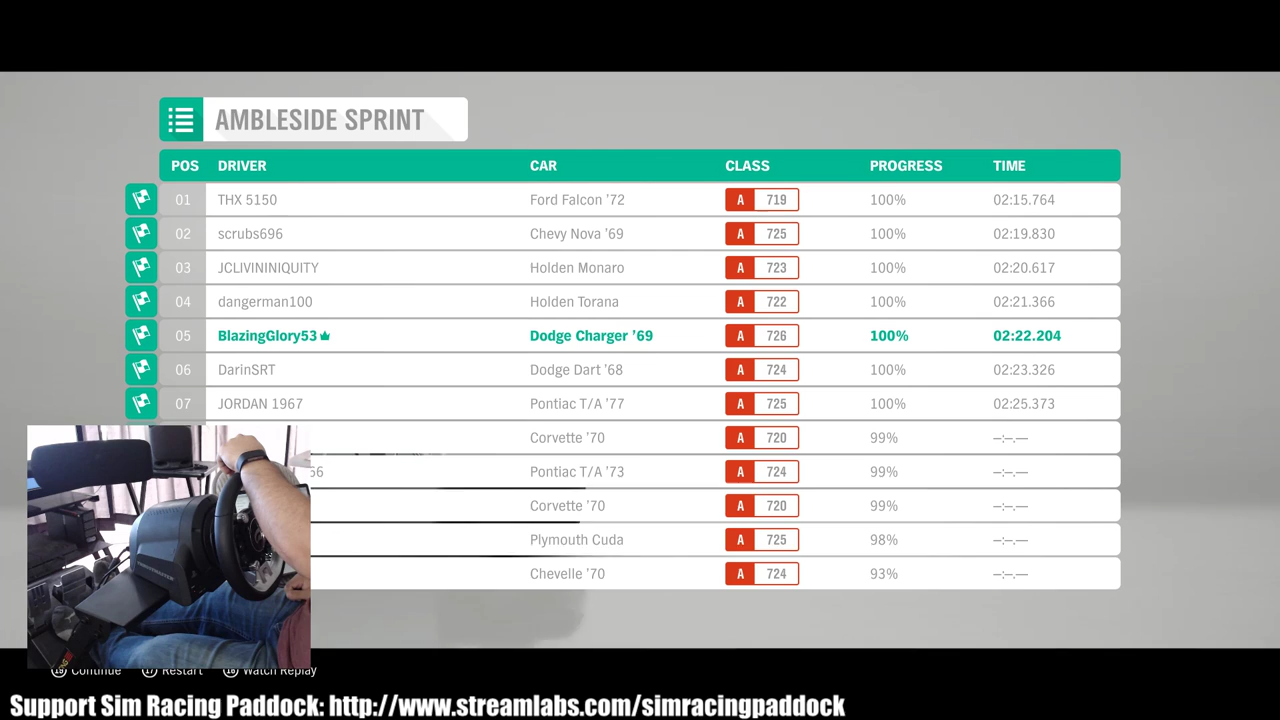 AMBLESIDE SPRINT
POS DRIVER CAR CLASS PROGRESS TIME
01 THX 5150 Ford Falcon '72 A 719 100% 02:15.764
02 scrubs696 Chevy Nova '69 A 725 100% 02:19.830
03 JCLIVININIQUITY Holden Monaro A 723 100% 02:20.617
04 dangerman100 Holden Torana A 722 100% 02:21.366
05 BlazingGlory53 Dodge Charger '69 A 726 100% 02:22.204
06 DarinSRT Dodge Dart '68 A 724 100% 02:23.326
07 JORDAN 1967 Pontiac T/A '77 A 725 100% 02:25.373
Corvette '70 A 720 99% –:–.––
56 Pontiac T/A '73 A 724 99% –:–.––
Corvette '70 A 720 99% –:–.––
Plymouth Cuda A 725 98% –:–.––
Chevelle '70 A 724 93% –:–.––
THRUSTMASTER
Continue Restart Watch Replay
Support Sim Racing Paddock: http://www.streamlabs.com/simracingpaddock